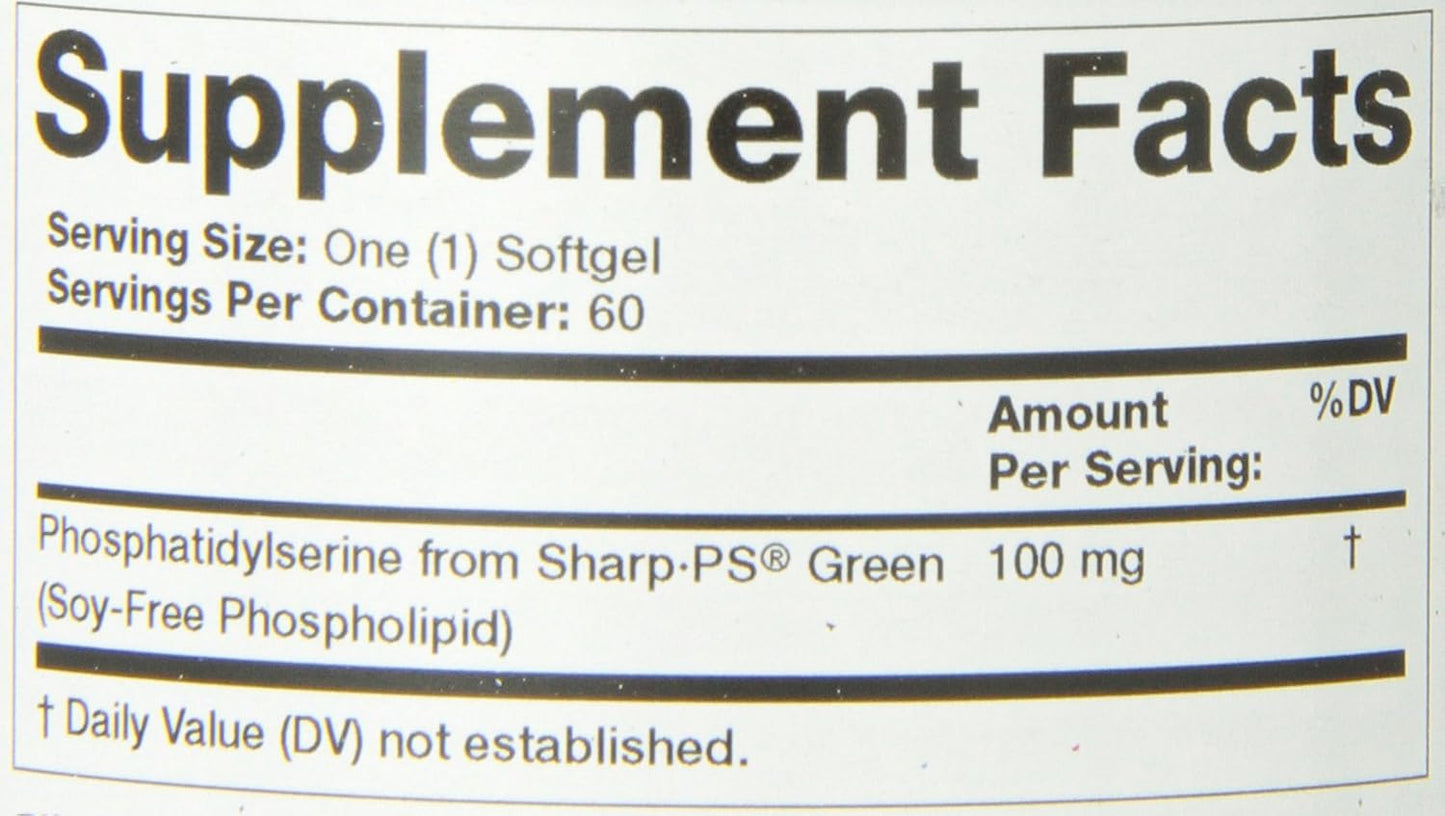 Supplement Facts
Serving Size: One (1) Softgel
Servings Per Container: 60
Amount %DV
Per Serving:
Phosphatidylserine from Sharp·PS® Green 100 mg †
(Soy-Free Phospholipid)
† Daily Value (DV) not established.